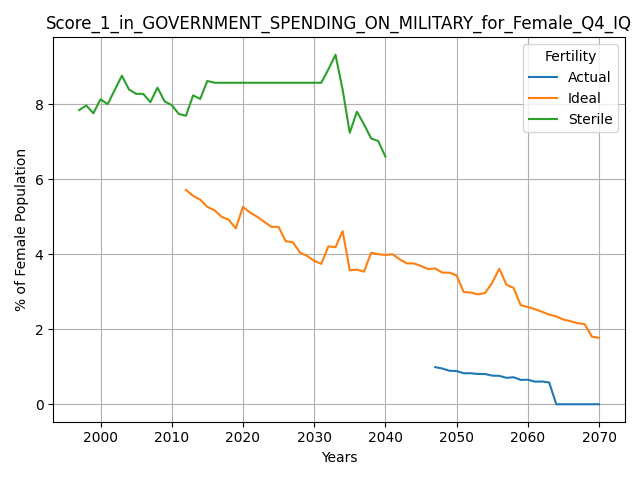 Score_1_in_GOVERNMENT_SPENDING_ON_MILITARY_for_Female_Q4_IQ
Fertility
Actual
Ideal
Sterile
% of Female Population
8
6
4
2
0
2000 2010 2020 2030 2040 2050 2060 2070
Years